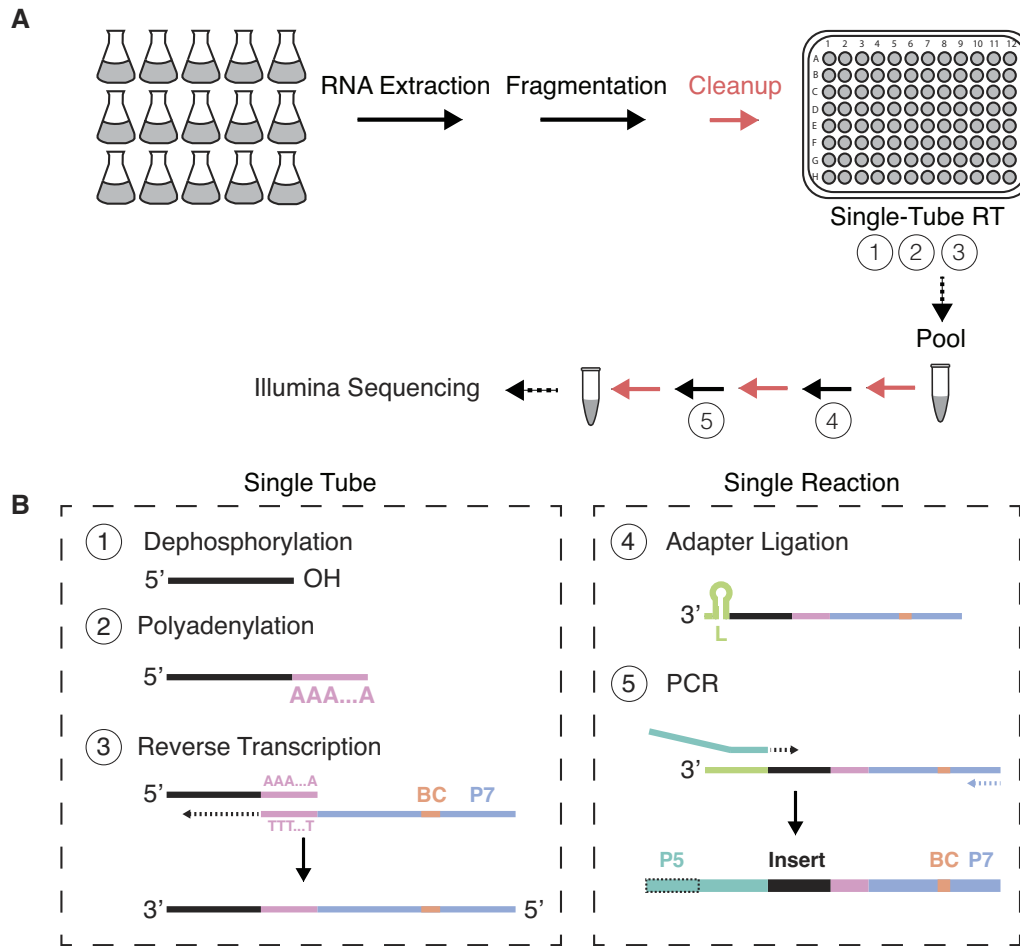 A
RNA Extraction Fragmentation Cleanup
1 2 3 4 5 6 7 8 9 10 11 12
A
B
C
D
E
F
G
H
Single-Tube RT
1 2 3
Pool
Illumina Sequencing
5 4
B
Single Tube
1 Dephosphorylation
5’ OH
2 Polyadenylation
5’
AAA...A
3 Reverse Transcription
AAA...A
5’ BC P7
TTT...T
3’ 5’
Single Reaction
4 Adapter Ligation
3’
L
5 PCR
3’
P5 Insert BC P7